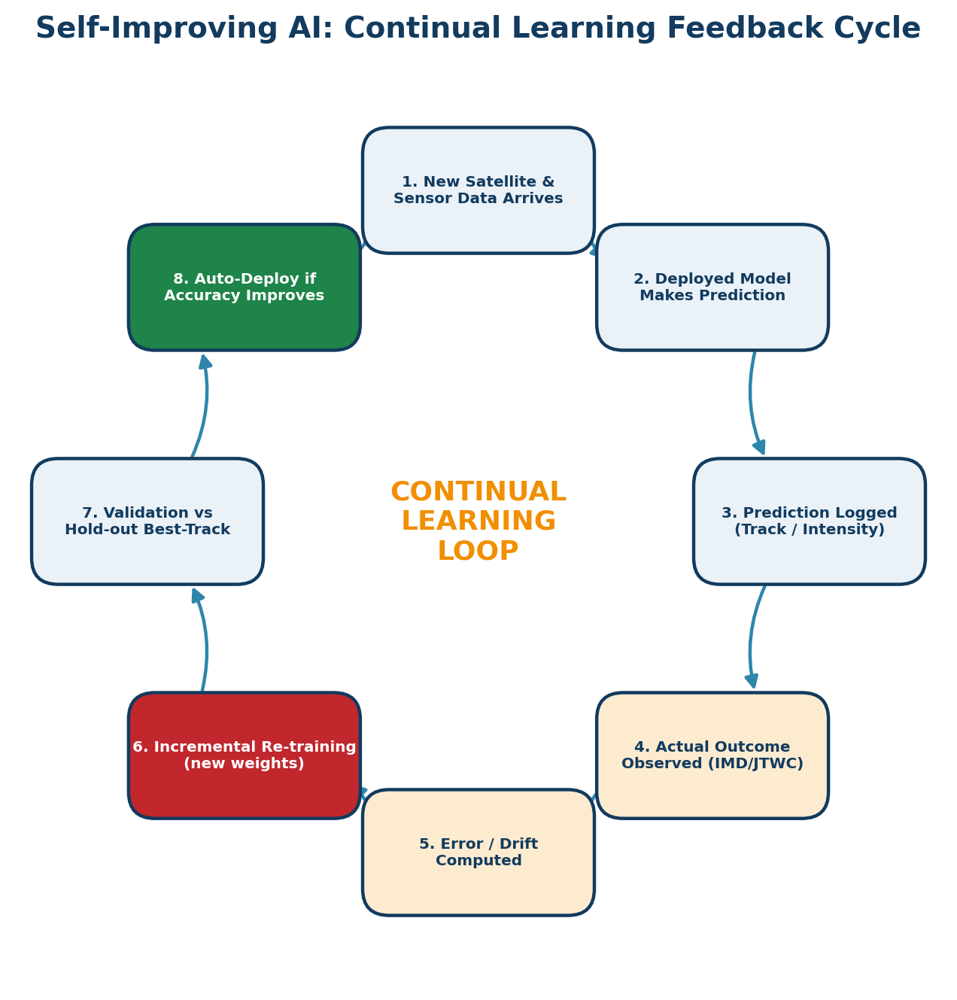 Self-Improving AI: Continual Learning Feedback Cycle
1. New Satellite &
Sensor Data Arrives
2. Deployed Model
Makes Prediction
3. Prediction Logged
(Track / Intensity)
4. Actual Outcome
Observed (IMD/JTWC)
5. Error / Drift
Computed
6. Incremental Re-training
(new weights)
7. Validation vs
Hold-out Best-Track
8. Auto-Deploy if
Accuracy Improves
CONTINUAL
LEARNING
LOOP